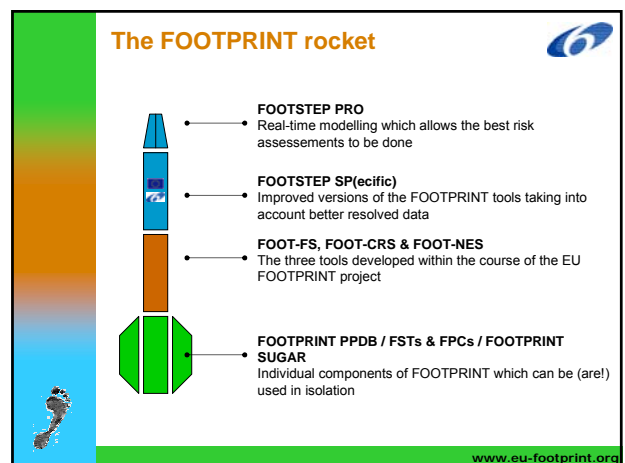 The FOOTPRINT rocket
6
FOOTSTEP PRO
Real-time modelling which allows the best risk
assessements to be done
FOOTSTEP SP(ecific)
Improved versions of the FOOTPRINT tools taking into
account better resolved data
FOOT-FS, FOOT-CRS & FOOT-NES
The three tools developed within the course of the EU
FOOTPRINT project
FOOTPRINT PPDB / FSTs & FPCs / FOOTPRINT
SUGAR
Individual components of FOOTPRINT which can be (are!)
used in isolation
www.eu-footprint.org